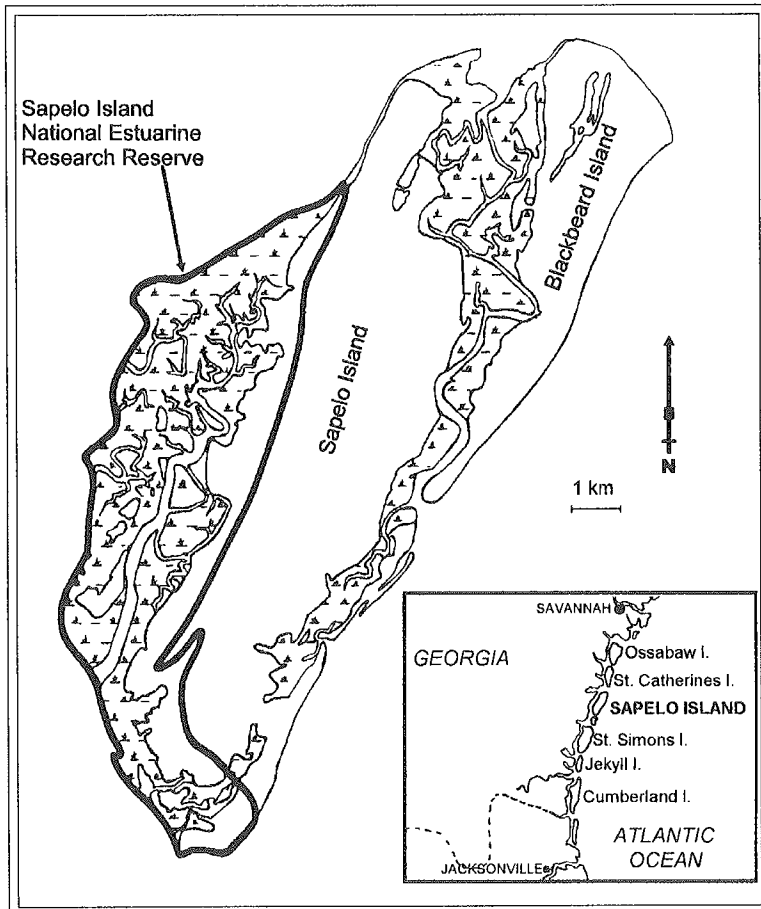 Sapelo Island
National Estuarine
Research Reserve
Blackbeard Island
Sapelo Island
N
1 km
SAVANNAH
GEORGIA
Ossabaw I.
St. Catherines I.
SAPELO ISLAND
St. Simons I.
Jekyll I.
Cumberland I.
ATLANTIC
OCEAN
JACKSONVILLE